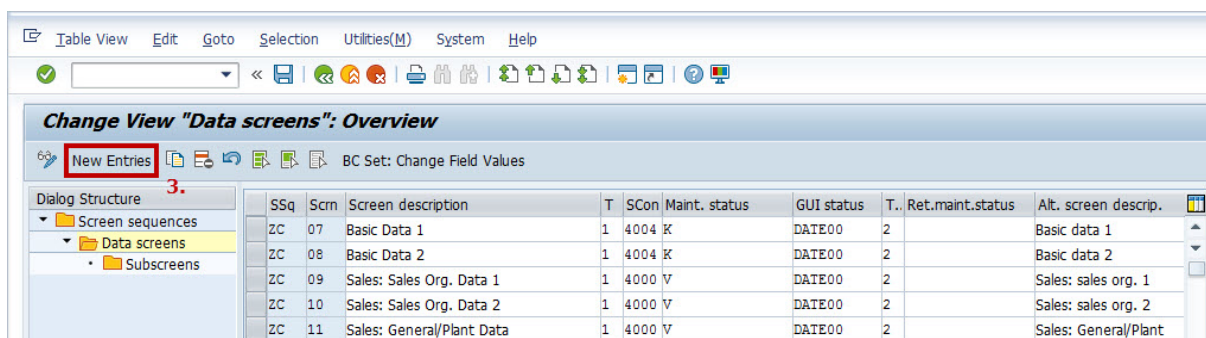 Table View Edit Goto Selection Utilities(M) System Help
Change View "Data screens": Overview
New Entries BC Set: Change Field Values
3.
Dialog Structure
Screen sequences
Data screens
Subscreens
SSq Scrn Screen description T SCon Maint. status GUI status T.. Ret.maint.status Alt. screen descrip.
ZC 07 Basic Data 1 1 4004 K DATE00 2 Basic data 1
ZC 08 Basic Data 2 1 4004 K DATE00 2 Basic data 2
ZC 09 Sales: Sales Org. Data 1 1 4000 V DATE00 2 Sales: sales org. 1
ZC 10 Sales: Sales Org. Data 2 1 4000 V DATE00 2 Sales: sales org. 2
ZC 11 Sales: General/Plant Data 1 4000 V DATE00 2 Sales: General/Plant